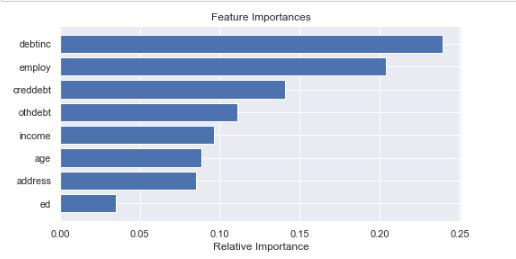 Feature Importances
debtinc
employ
creddebt
othdebt
income
age
address
ed
0.00 0.05 0.10 0.15 0.20 0.25
Relative Importance